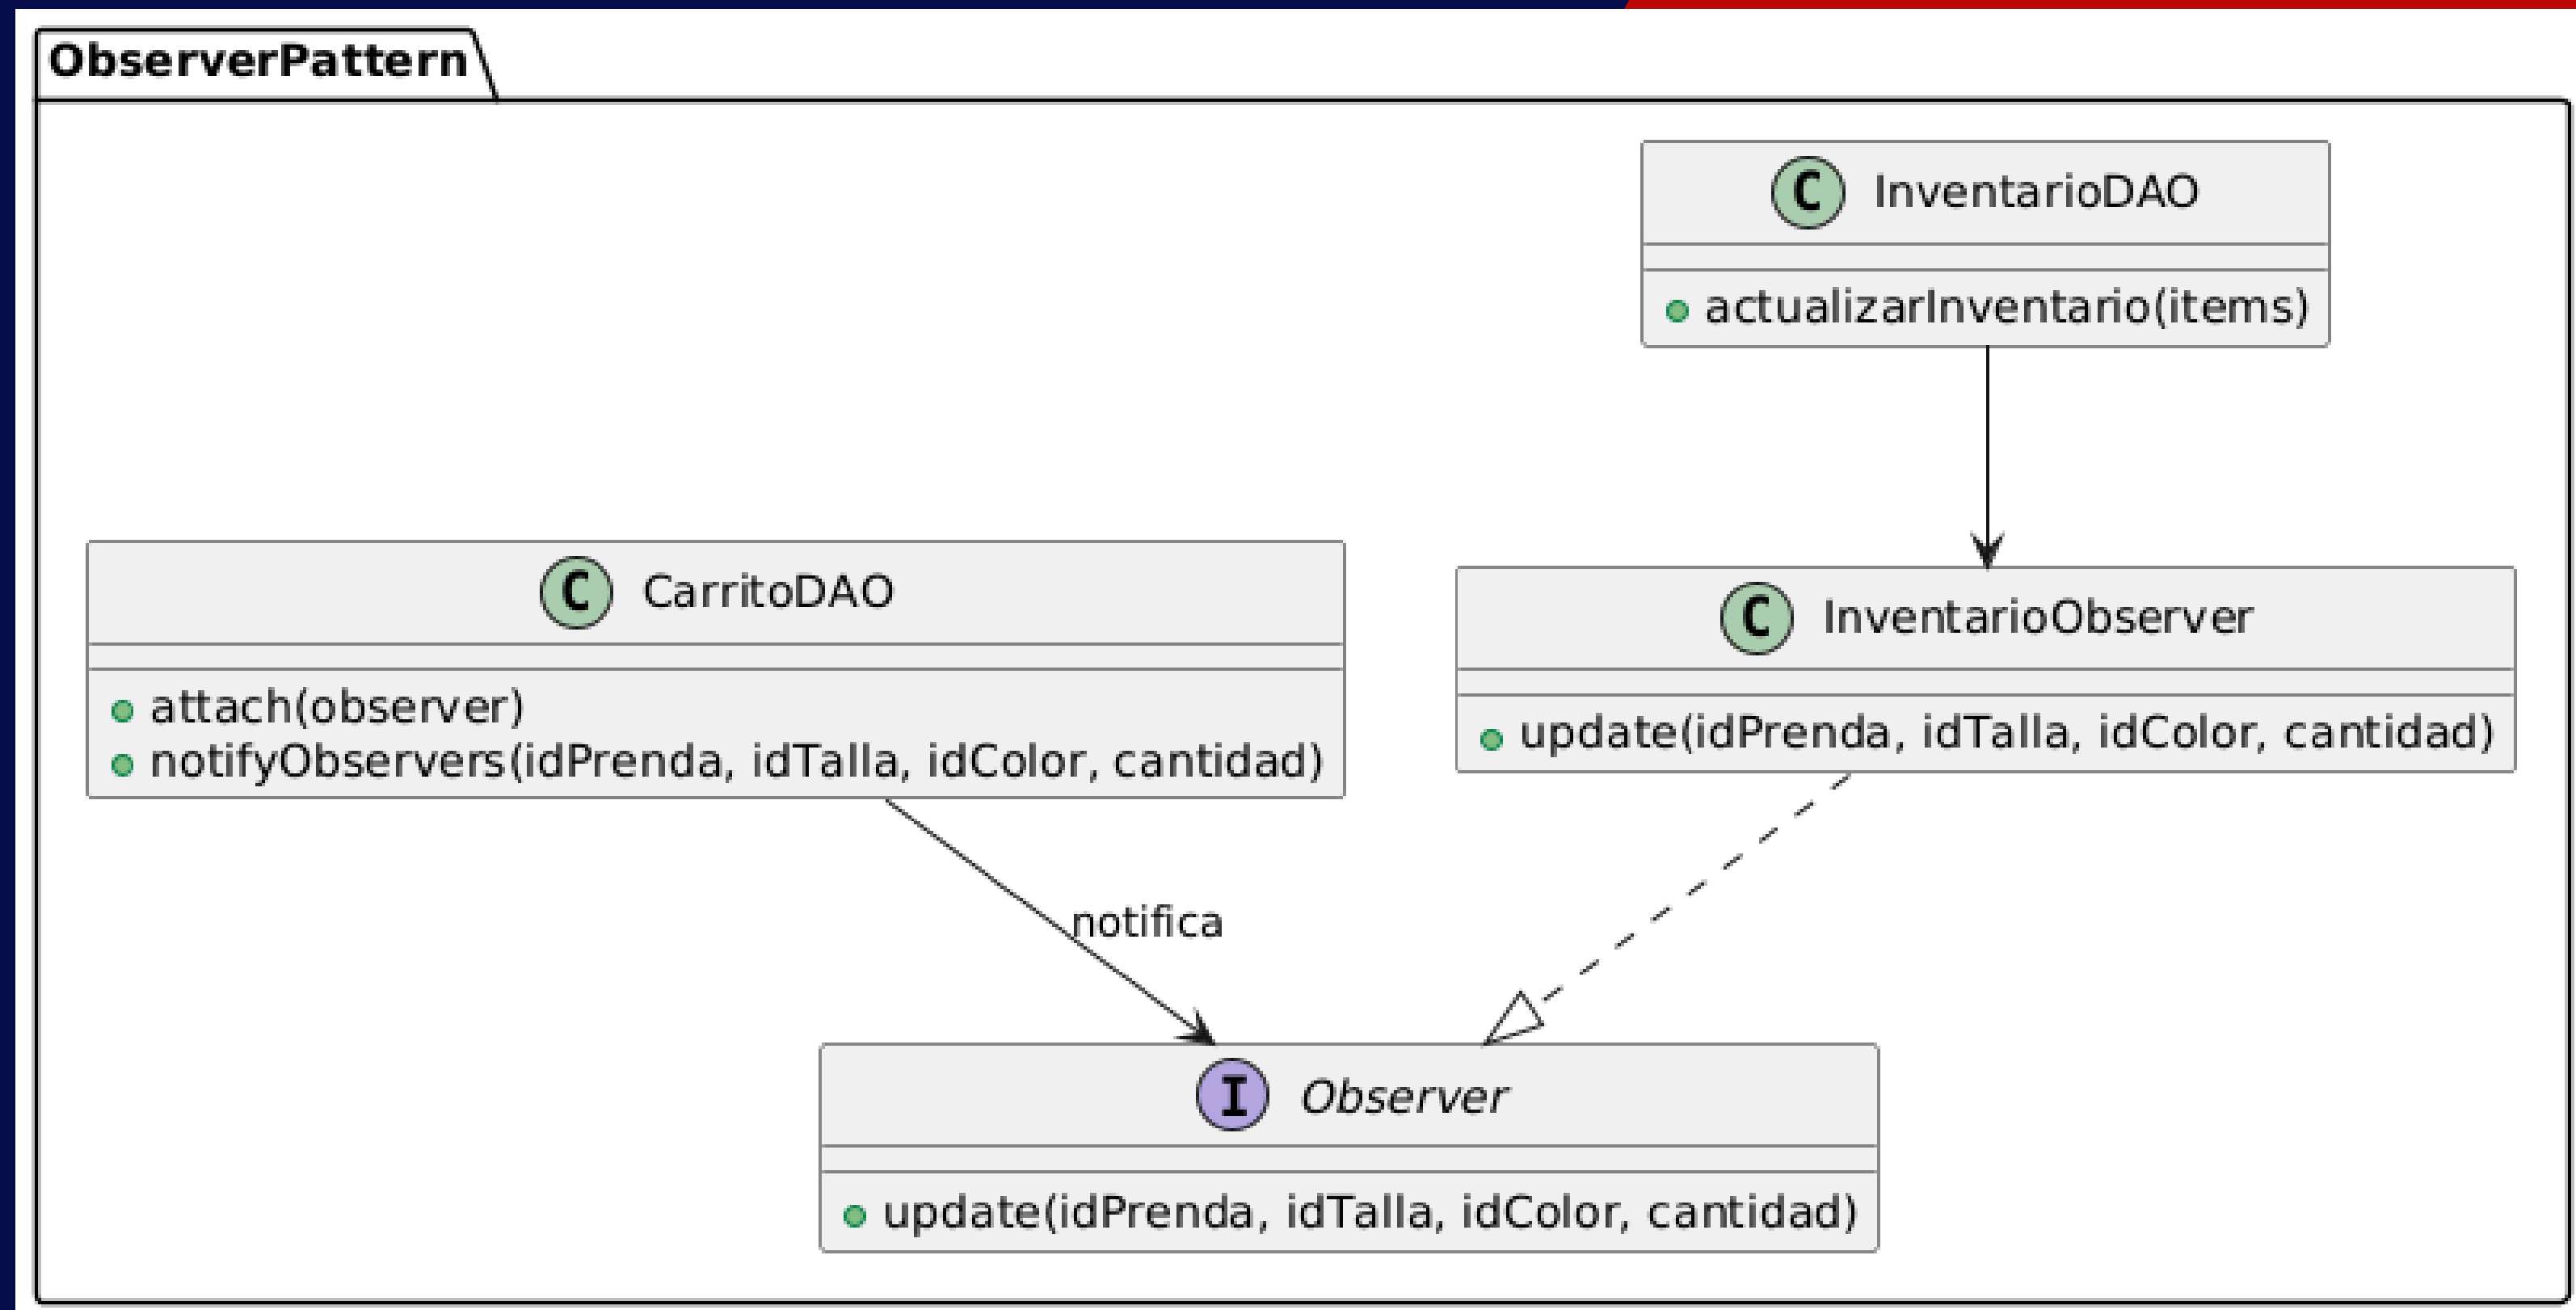 ObserverPattern
C InventarioDAO
actualizarInventario(items)
C CarritoDAO
attach(observer)
notifyObservers(idPrenda, idTalla, idColor, cantidad)
C InventarioObserver
update(idPrenda, idTalla, idColor, cantidad)
notifica
I Observer
update(idPrenda, idTalla, idColor, cantidad)